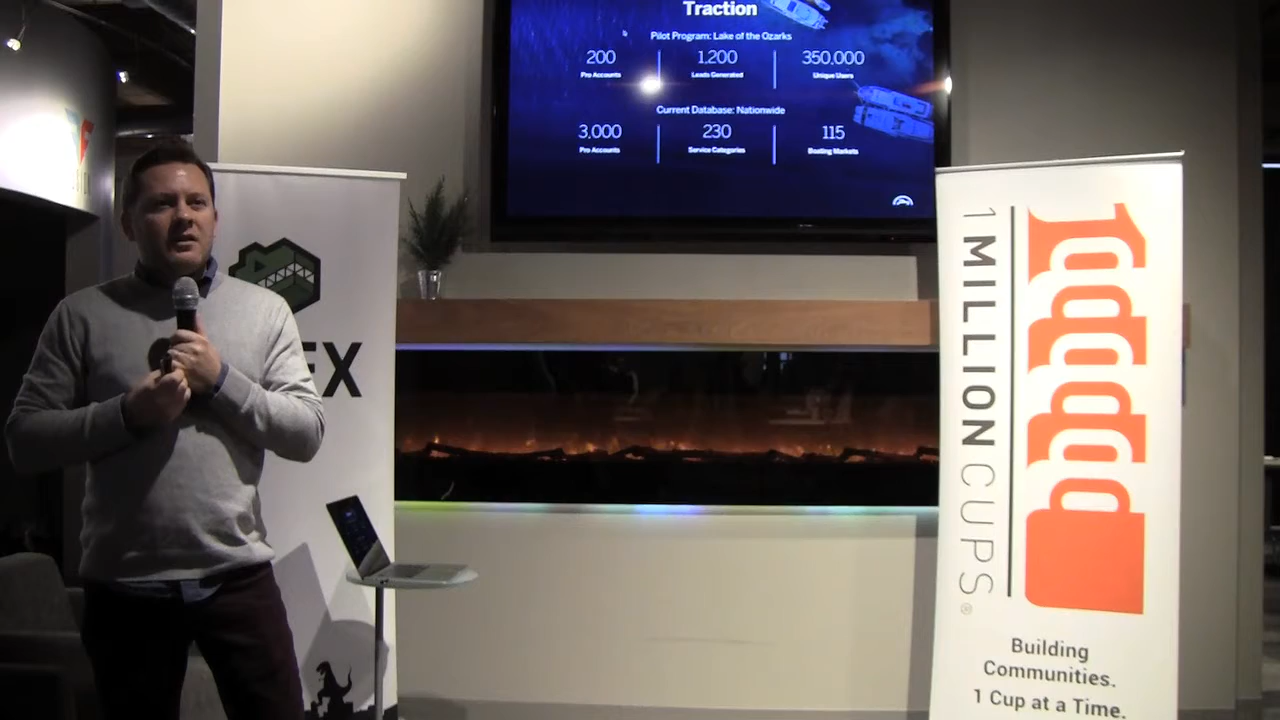 Traction
Pilot Program: Lake of the Ozarks
200
1,200
350,000
Pro Accounts
Leads Generated
Unique Users
Current Database: Nationwide
3,000
230
115
Pro Accounts
Service Categories
Boating Markets
1 MILLION CUPS®
Building
Communities.
1 Cup at a Time.